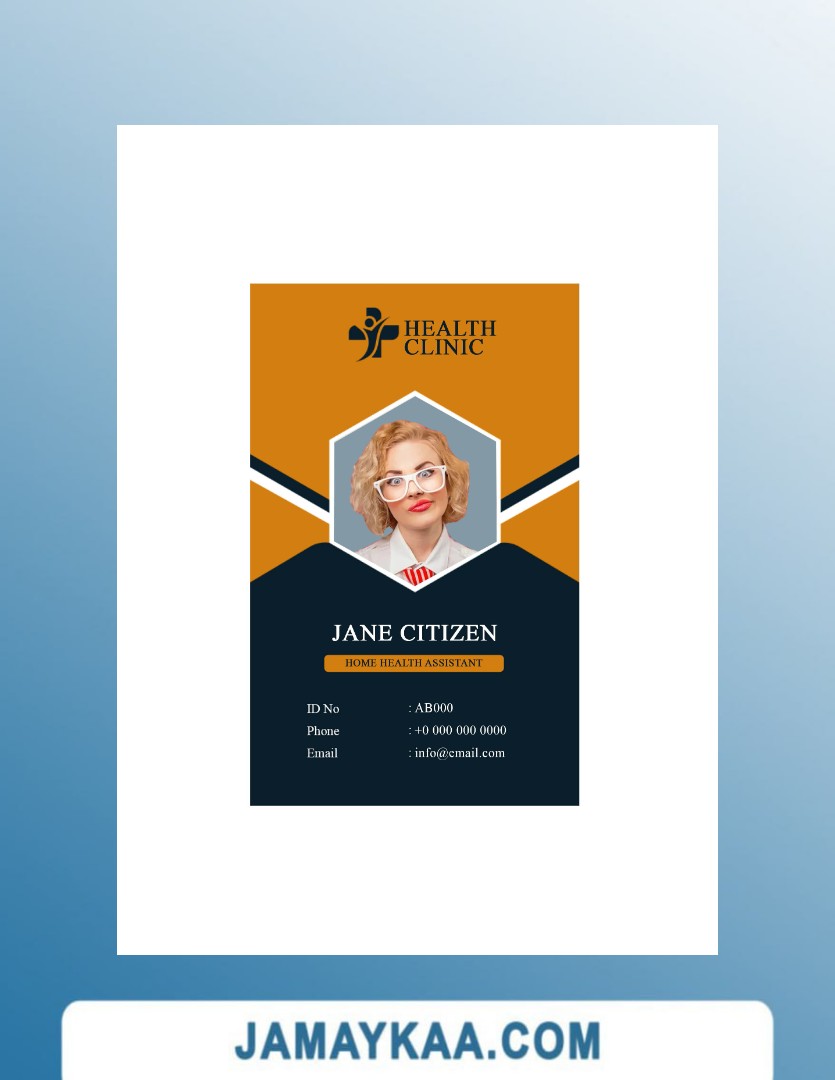 HEALTH
CLINIC
JANE CITIZEN
HOME HEALTH ASSISTANT
ID No : AB000
Phone : +0 000 000 0000
Email : info@email.com
JAMAYKAA.COM